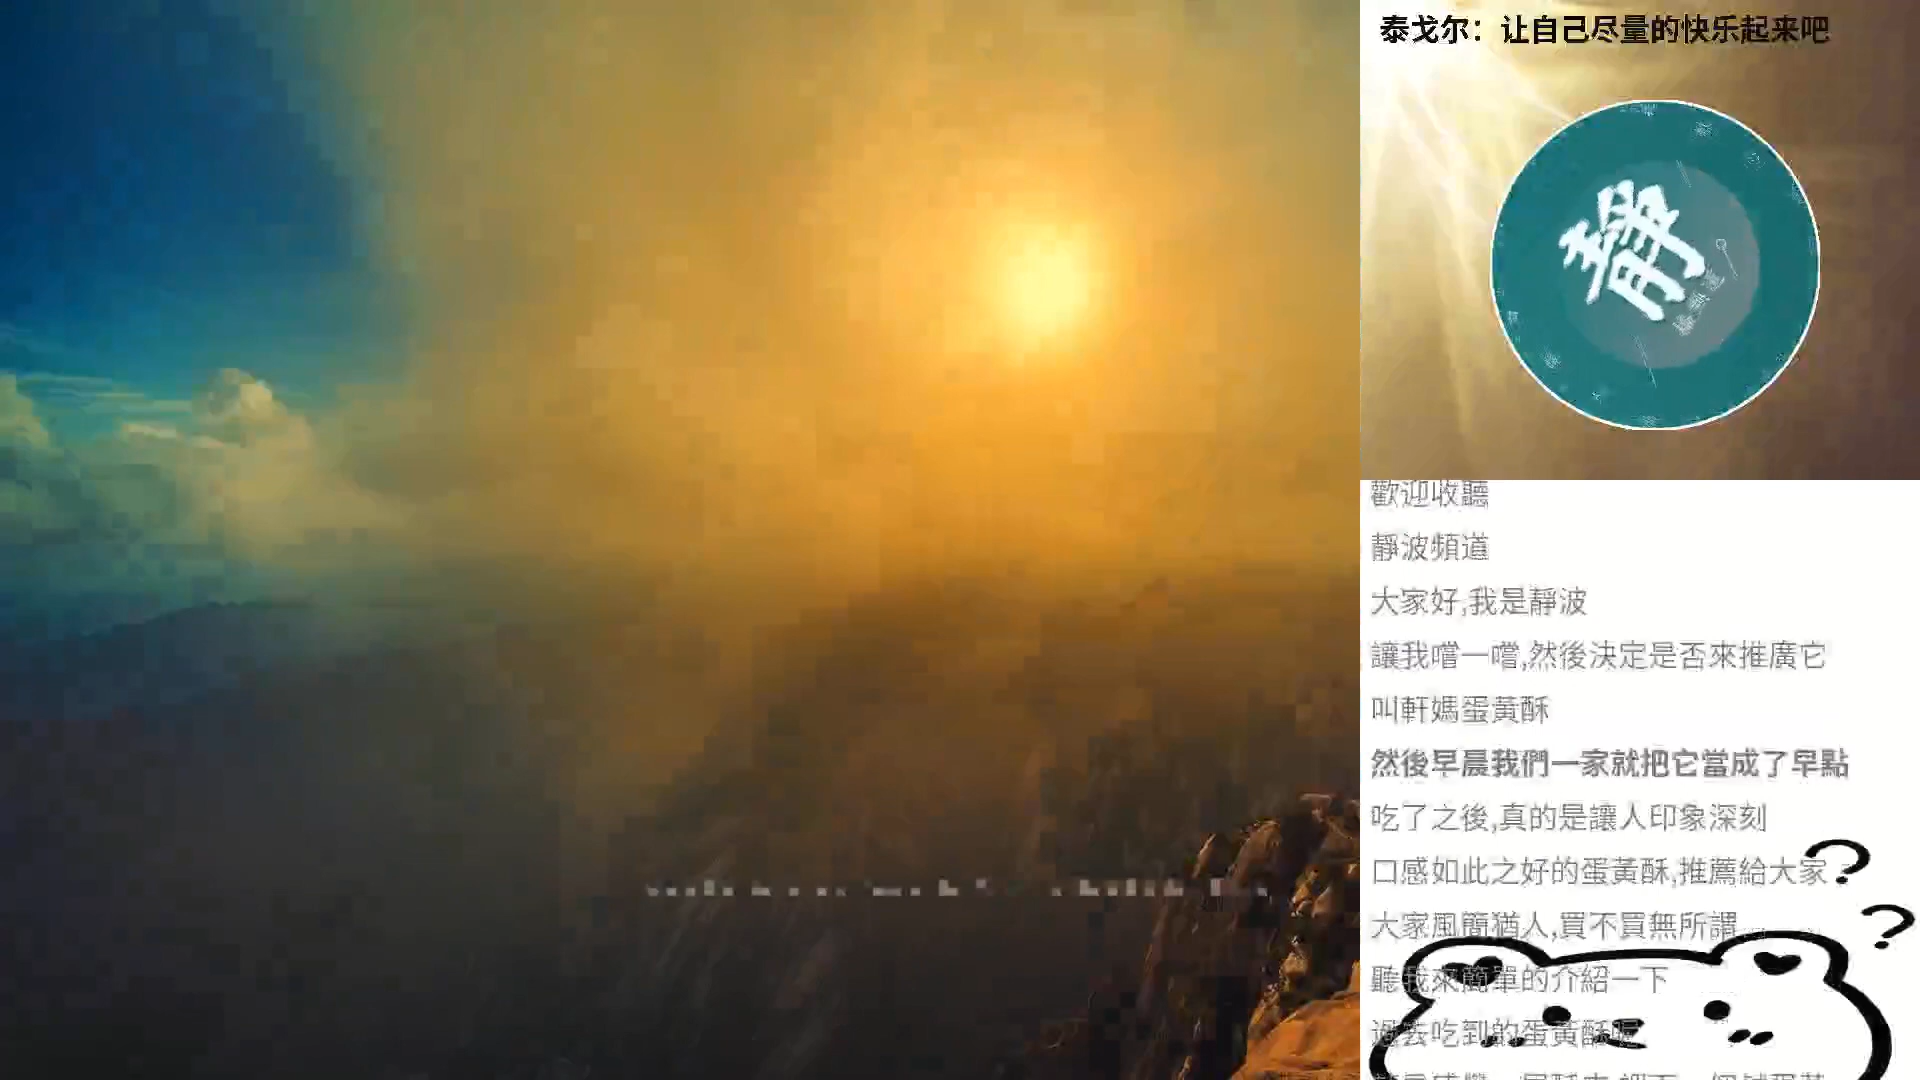 泰戈尔：让自己尽量的快乐起来吧
靜
歡迎收聽
靜波頻道
大家好,我是靜波
讓我嚐一嚐,然後決定是否來推廣它
叫軒媽蛋黃酥
然後早晨我們一家就把它當成了早點
吃了之後,真的是讓人印象深刻
口感如此之好的蛋黃酥,推薦給大家
?
大家風簡猶人,買不買無所謂
?
聽我來簡單的介紹一下
過去吃到的蛋黃酥呢